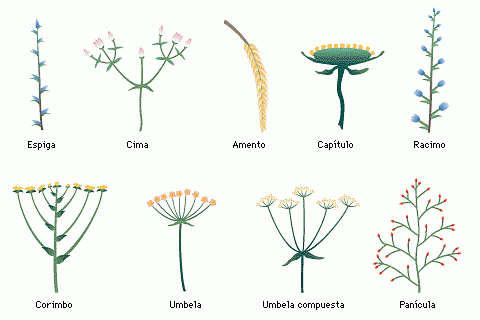 Espiga
Cima
Amento
Capítulo
Racimo
Corimbo
Umbela
Umbela compuesta
Panícula